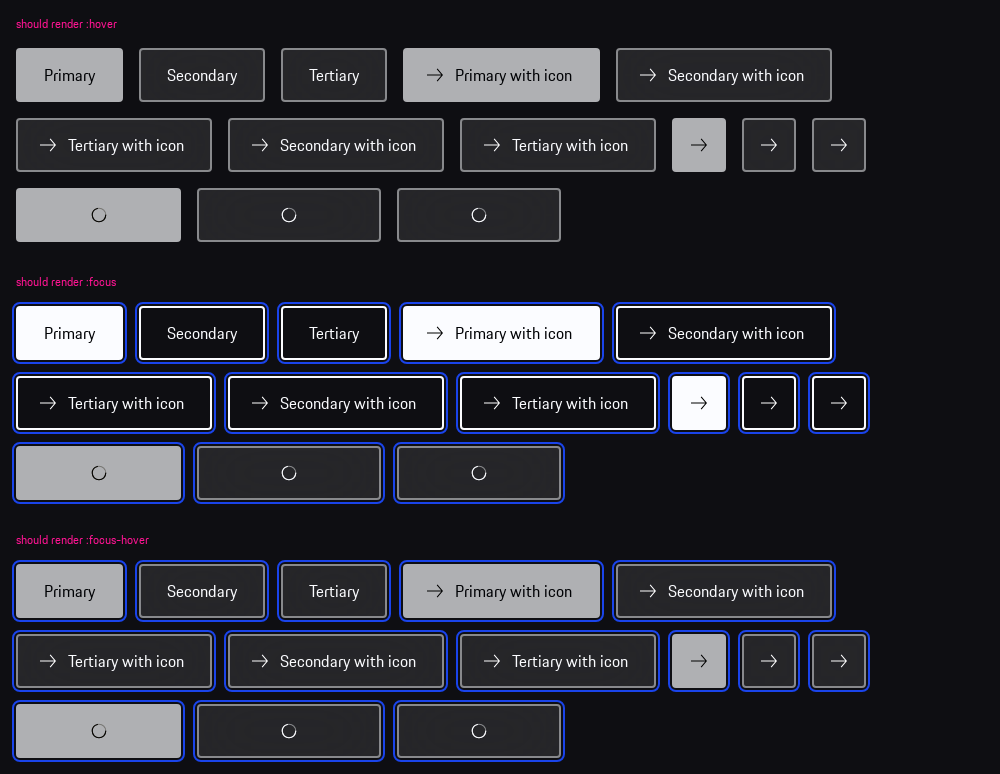 should render :hover
Primary Secondary Tertiary Primary with icon Secondary with icon
Tertiary with icon Secondary with icon Tertiary with icon
should render :focus
Primary Secondary Tertiary Primary with icon Secondary with icon
Tertiary with icon Secondary with icon Tertiary with icon
should render :focus-hover
Primary Secondary Tertiary Primary with icon Secondary with icon
Tertiary with icon Secondary with icon Tertiary with icon